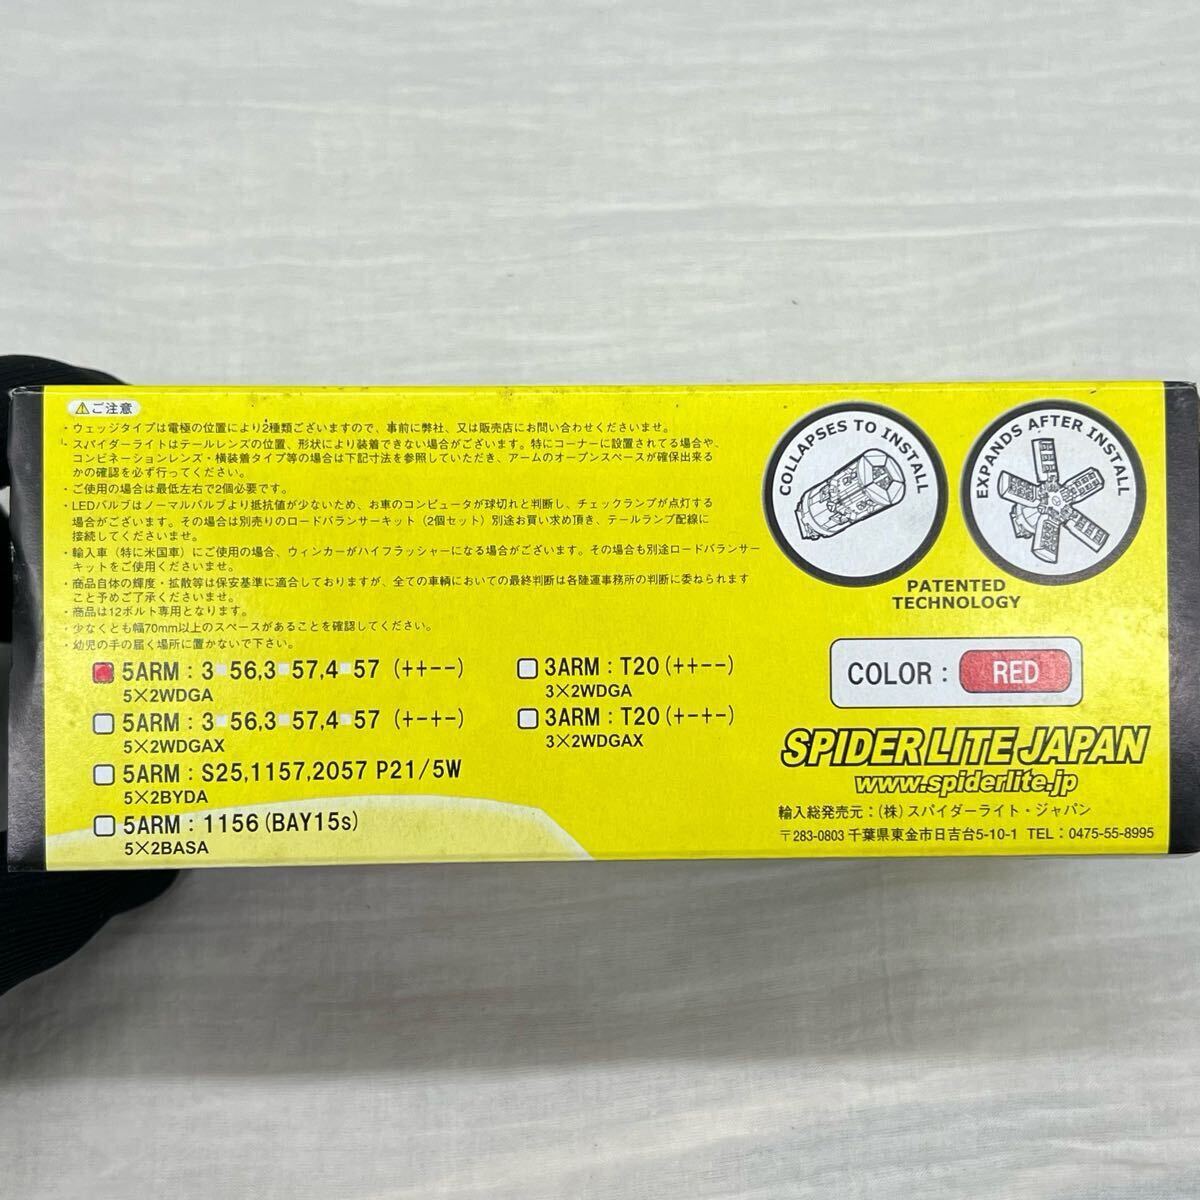 ⚠ご注意
・ウェッジタイプは電極の位置により2種類ございますので、事前に弊社、又は販売店にお問い合わせくださいませ。
・スパイダーライトはテールレンズの位置、形状により装着できない場合がございます。特にコーナーに設置されてる場合や、
コンビネーションレンズ・横装着タイプ等の場合は下記寸法を参照していただき、アームのオープンスペースが確保出来る
かの確認を必ず行ってください。
・ご使用の場合は最低左右で2個必要です。
・LEDバルブはノーマルバルブより抵抗値が少ないため、お車のコンピュータが球切れと判断し、チェックランプが点灯する
場合がございます。その場合は別売りのロードバランサーキット（2個セット）別途お買い求め頂き、テールランプ配線に
接続してくださいませ。
・輸入車（特に米国車）にご使用の場合、ウィンカーがハイフラッシャーになる場合がございます。その場合も別途ロードバランサー
キットをご使用くださいませ。
・商品自体の輝度・拡散等は保安基準に適合しておりますが、全ての車輌においての最終判断は各陸運事務所の判断に委ねられます
こと予めご了承くださいませ。
・商品は12ボルト専用となります。
・少なくとも幅70mm以上のスペースがあることを確認してください。
・幼児の手の届く場所に置かないで下さい。
5ARM：3▫56,3▫57,4▫57 (++--)
5×2WDGA
5ARM：3▫56,3▫57,4▫57 (+-+-)
5×2WDGAX
5ARM：S25,1157,2057 P21/5W
5×2BYDA
5ARM：1156(BAY15s)
5×2BASA
3ARM：T20(++--)
3×2WDGA
3ARM：T20(+-+-)
3×2WDGAX
COLLAPSES TO INSTALL
EXPANDS AFTER INSTALL
PATENTED
TECHNOLOGY
COLOR： RED
SPIDER LITE JAPAN
www.spiderlite.jp
輸入総発売元：(株) スパイダーライト・ジャパン
〒283-0803 千葉県東金市日吉台5-10-1 TEL：0475-55-8995